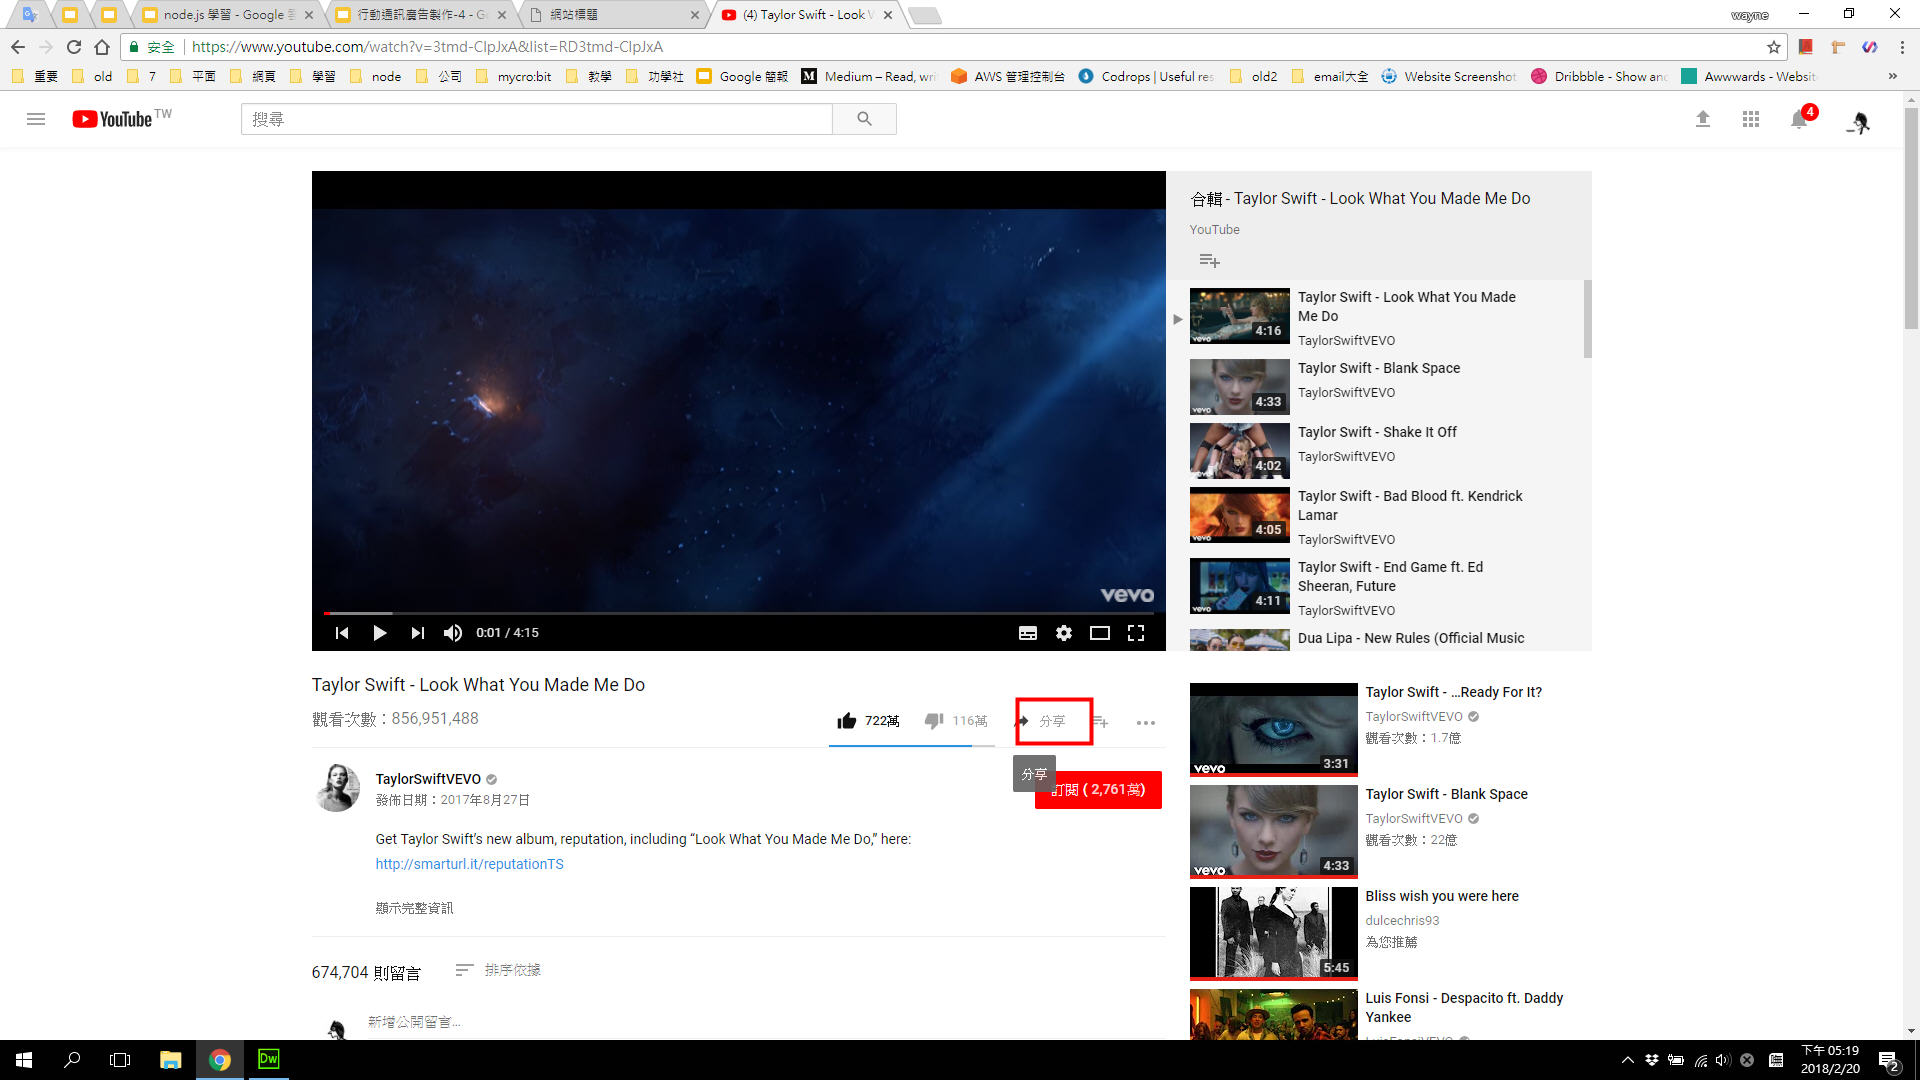 node.js 學習 - Google 
行動通訊廣告製作-4 - G
網站標題
(4) Taylor Swift - Look
wayne
安全
https://www.youtube.com/watch?v=3tmd-ClpJxA&list=RD3tmd-ClpJxA
重要
old
7
平面
網頁
學習
node
公司
mycro:bit
教學
功學社
Google 簡報
Medium – Read, wri
AWS 管理控制台
Codrops | Useful res
old2
email大全
Website Screenshot
Dribbble - Show and
Awwwards - Website
YouTube TW
搜尋
4
合輯 - Taylor Swift - Look What You Made Me Do
YouTube
Taylor Swift - Look What You Made
Me Do
TaylorSwiftVEVO
4:16
vevo
Taylor Swift - Blank Space
TaylorSwiftVEVO
4:33
vevo
Taylor Swift - Shake It Off
TaylorSwiftVEVO
4:02
vevo
Taylor Swift - Bad Blood ft. Kendrick
Lamar
TaylorSwiftVEVO
4:05
vevo
Taylor Swift - End Game ft. Ed
Sheeran, Future
TaylorSwiftVEVO
4:11
vevo
Dua Lipa - New Rules (Official Music
vevo
0:01 / 4:15
Taylor Swift - Look What You Made Me Do
觀看次數：856,951,488
722萬
116萬
分享
分享
訂閱 ( 2,761萬)
TaylorSwiftVEVO
發佈日期：2017年8月27日
Get Taylor Swift’s new album, reputation, including “Look What You Made Me Do,” here:
http://smarturl.it/reputationTS
顯示完整資訊
674,704 則留言
排序依據
新增公開留言...
Taylor Swift - ...Ready For It?
TaylorSwiftVEVO
觀看次數：1.7億
3:31
vevo
Taylor Swift - Blank Space
TaylorSwiftVEVO
觀看次數：22億
4:33
vevo
Bliss wish you were here
dulcechris93
為您推薦
5:45
Luis Fonsi - Despacito ft. Daddy
Yankee
LuisFonsiVEVO
Dw
下午 05:19
2018/2/20
2